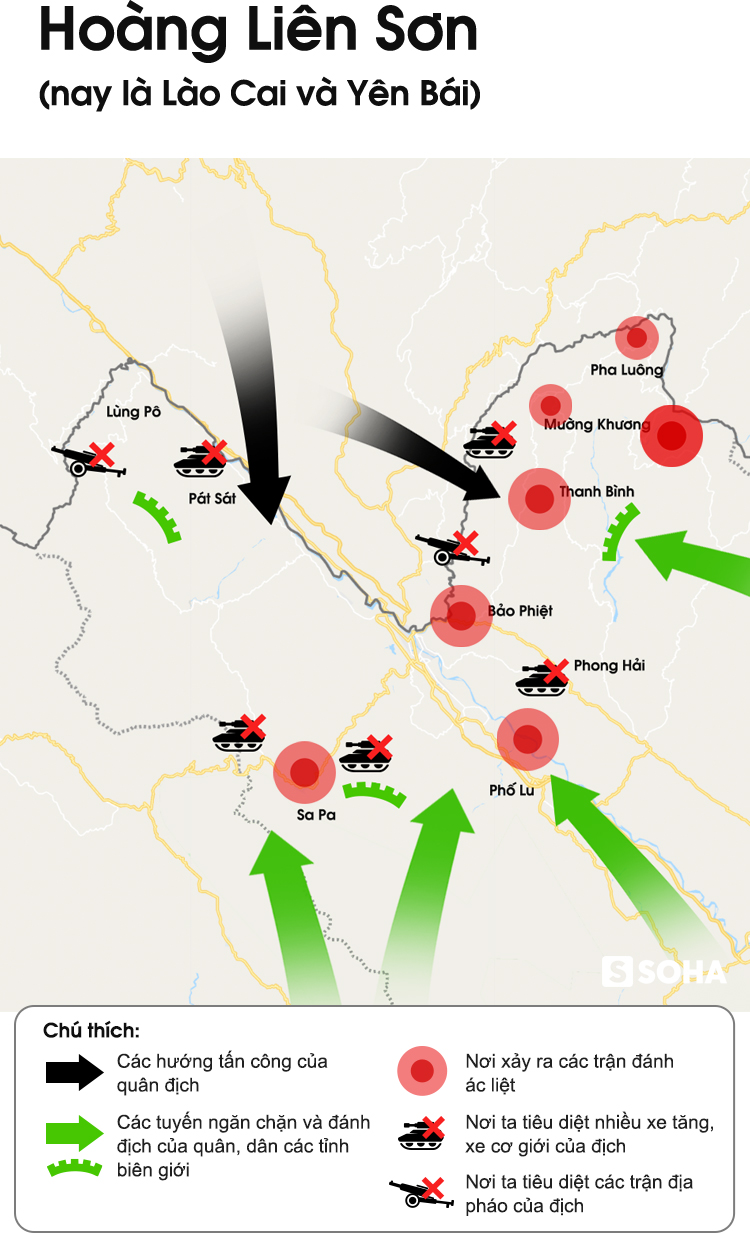 Hoàng Liên Sơn
(nay là Lào Cai và Yên Bái)
Pha Luông
Lùng Pô
Mường Khương
Pát Sát
Thanh Bình
Bảo Phiệt
Phong Hải
Phố Lu
Sa Pa
SOHA
Chú thích:
Các hướng tấn công của
quân địch
Các tuyến ngăn chặn và đánh
địch của quân, dân các tỉnh
biên giới
Nơi xảy ra các trận đánh
ác liệt
Nơi ta tiêu diệt nhiều xe tăng,
xe cơ giới của địch
Nơi ta tiêu diệt các trận địa
pháo của địch